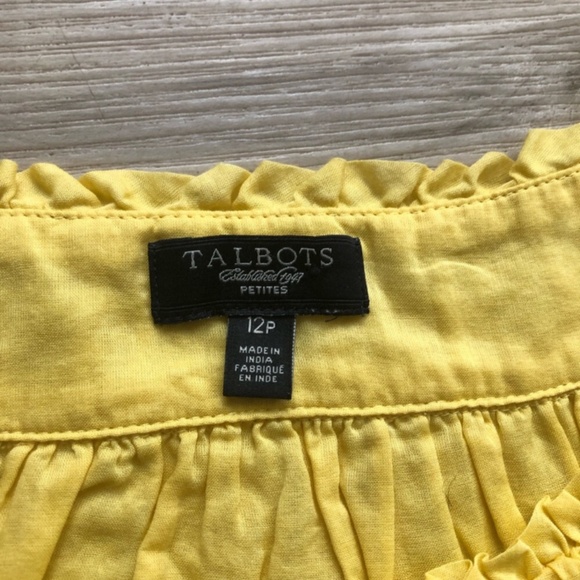 TALBOTS
Established 1947
PETITES
12P
MADE IN
INDIA
FABRIQUÉ
EN INDE